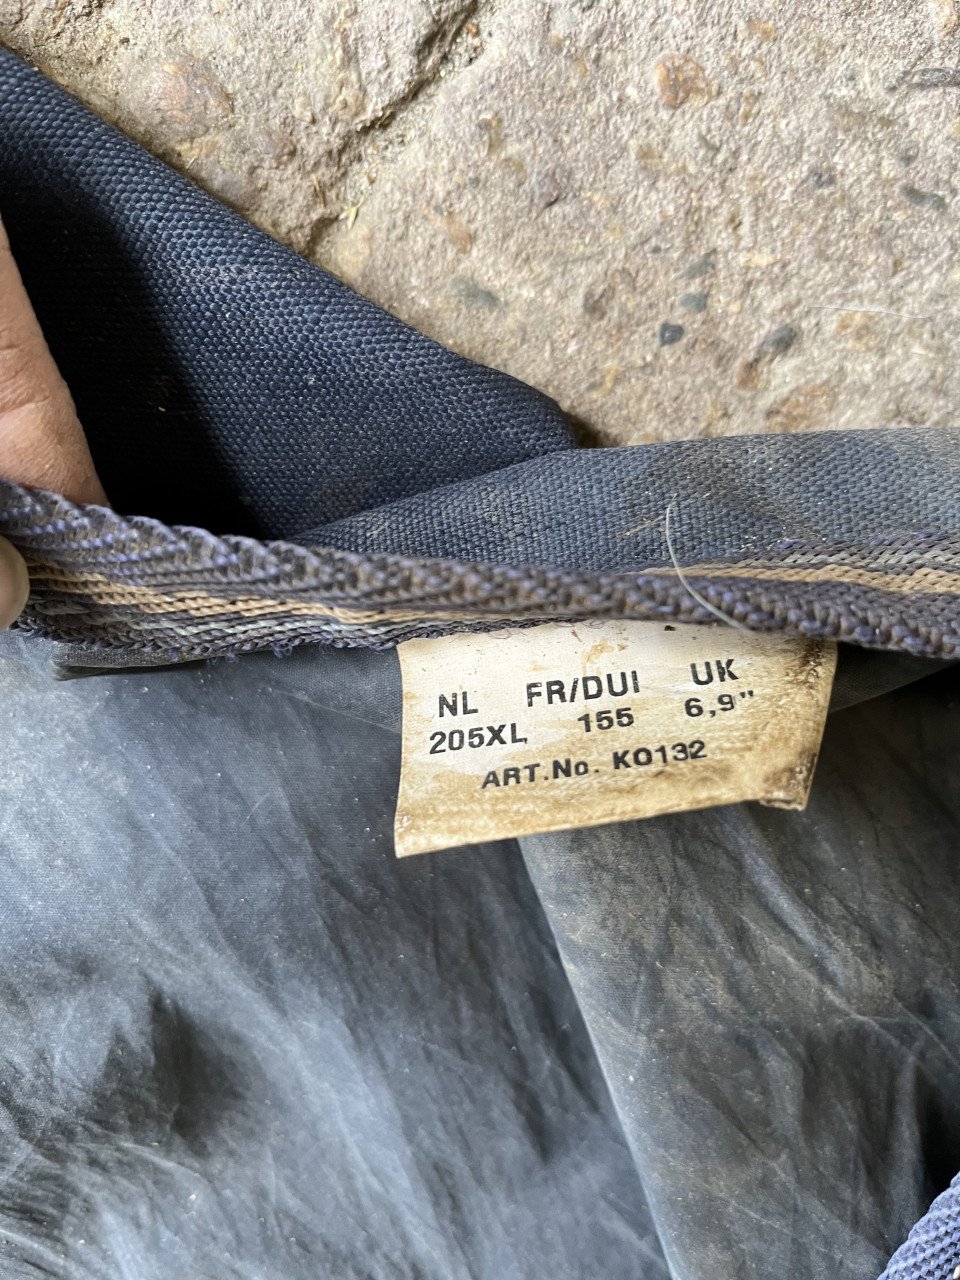 NL FR/DUI UK
205XL 155 6,9"
ART.No. KO132